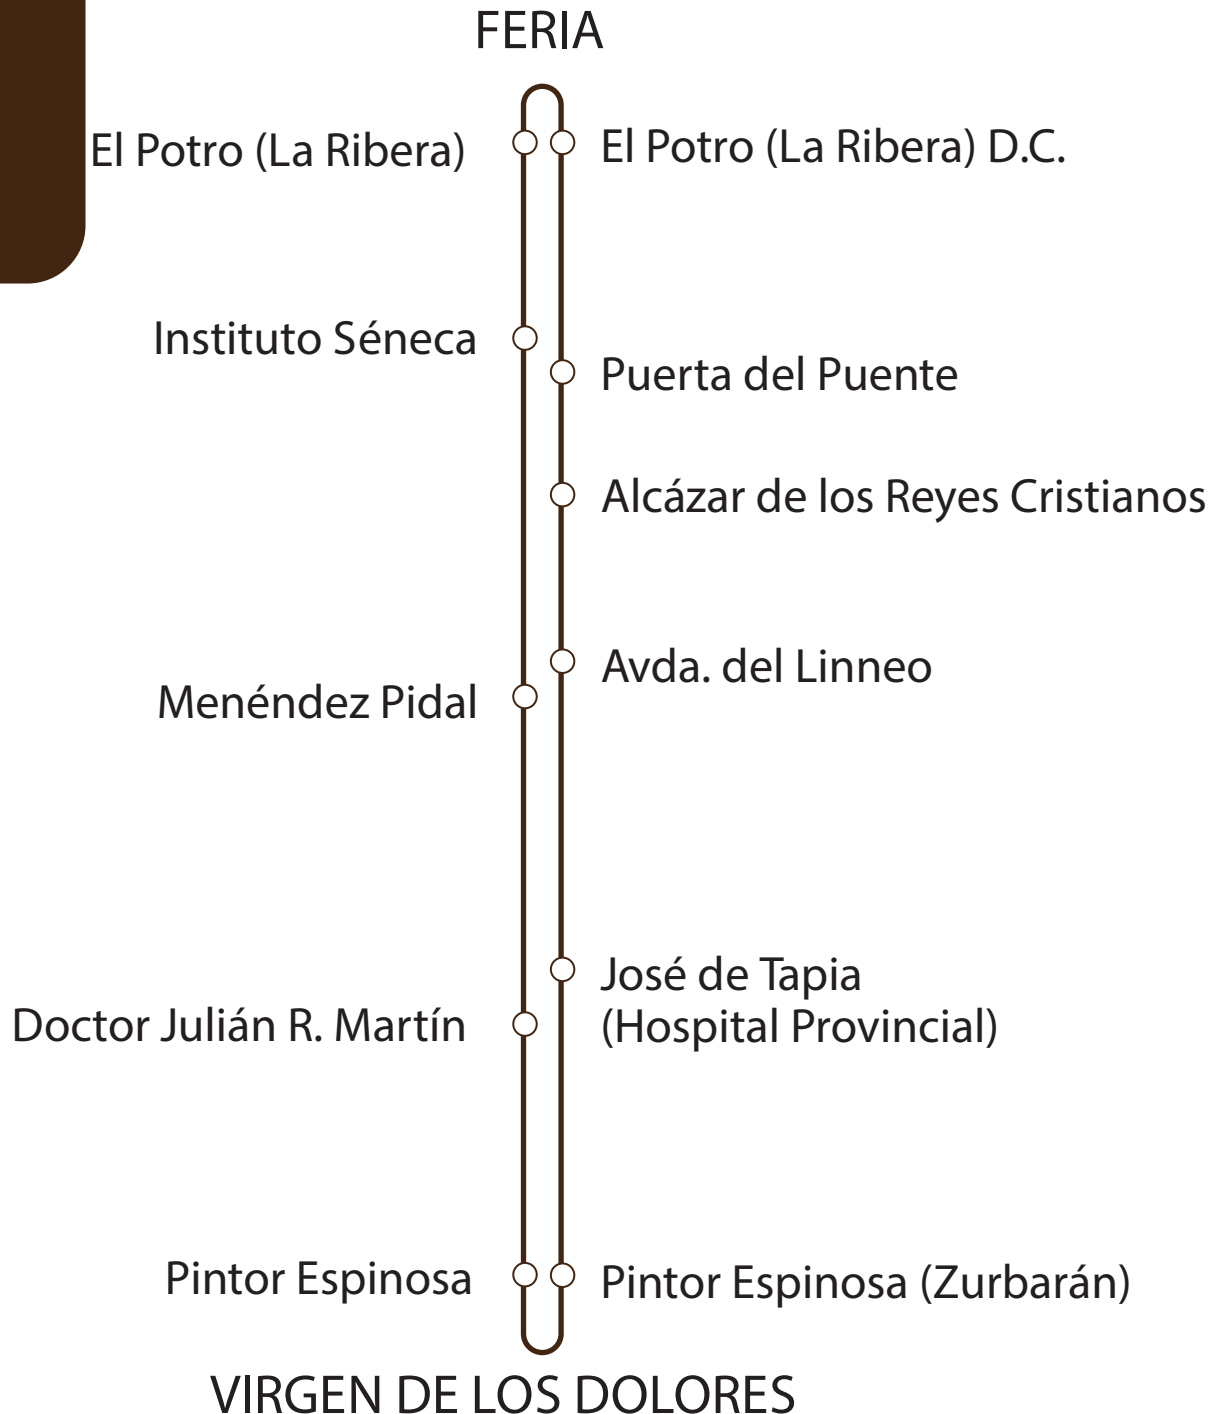 FERIA
El Potro (La Ribera)
El Potro (La Ribera) D.C.
Instituto Séneca
Puerta del Puente
Alcázar de los Reyes Cristianos
Avda. del Linneo
Menéndez Pidal
José de Tapia
(Hospital Provincial)
Doctor Julián R. Martín
Pintor Espinosa
Pintor Espinosa (Zurbarán)
VIRGEN DE LOS DOLORES